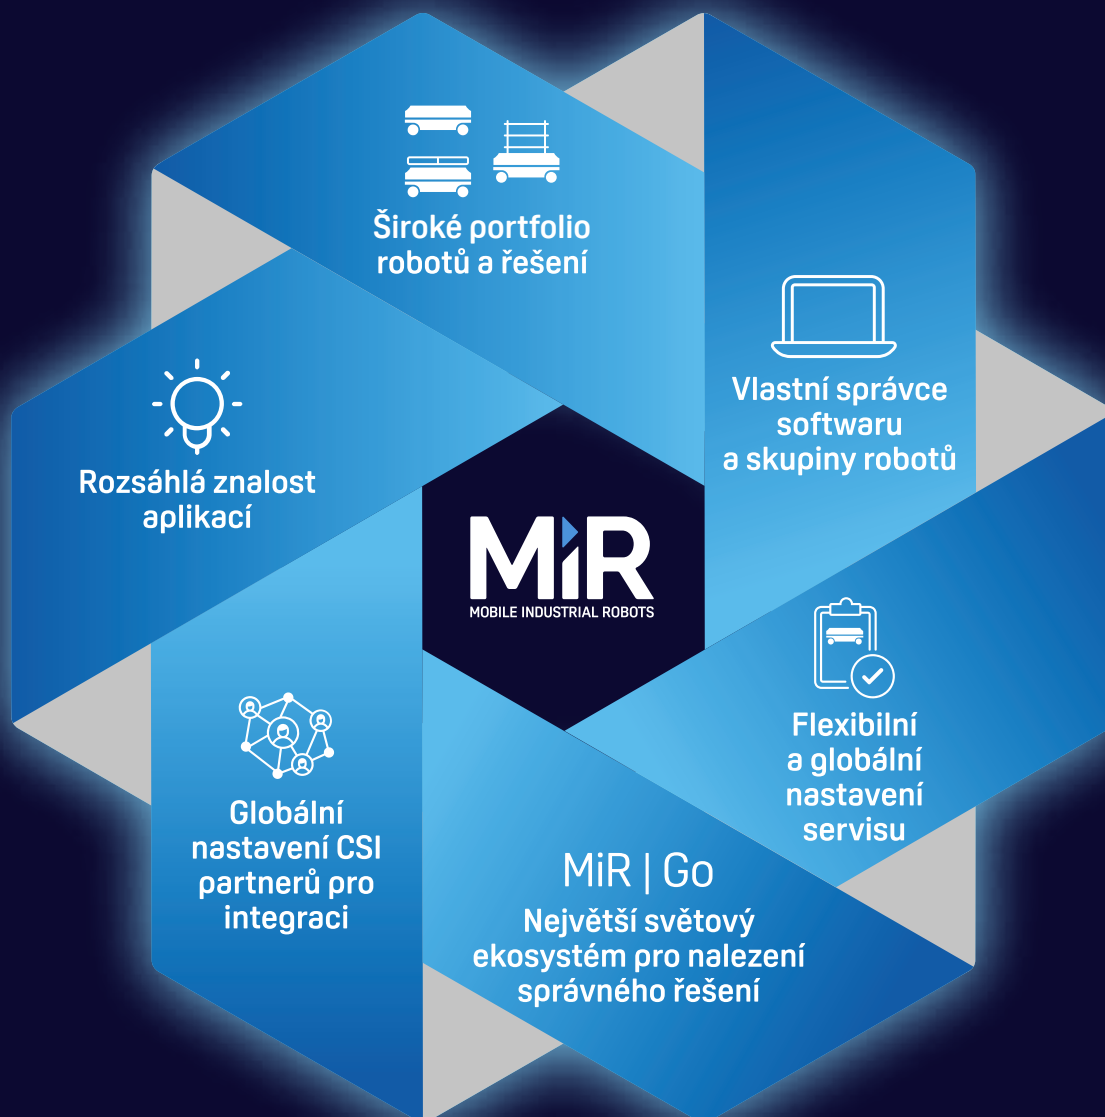 Široké portfolio
robotů a řešení
Vlastní správce
softwaru
a skupiny robotů
Rozsáhlá znalost
aplikací
MiR
MOBILE INDUSTRIAL ROBOTS
Flexibilní
a globální
nastavení
servisu
Globální
nastavení CSI
partnerů pro
integraci
MiR | Go
Největší světový
ekosystém pro nalezení
správného řešení